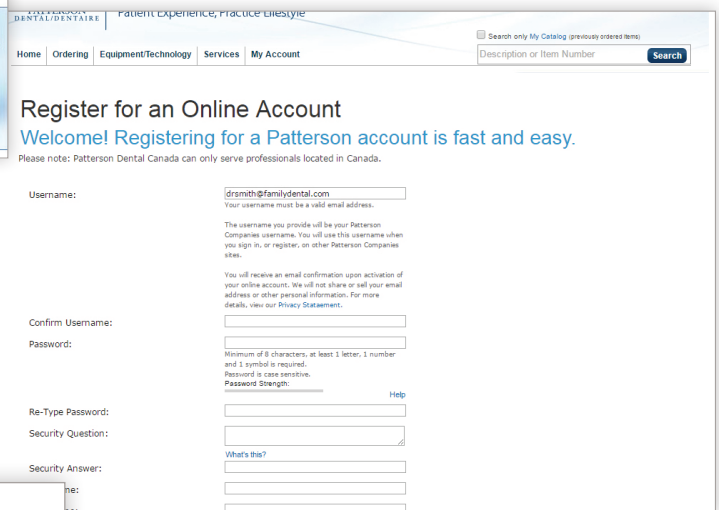 PATTERSON
DENTAL/DENTAIRE
Patient Experience, Practice Lifestyle
Search only My Catalog (previously ordered items)
Home Ordering Equipment/Technology Services My Account
Description or Item Number
Search
Register for an Online Account
Welcome! Registering for a Patterson account is fast and easy.
Please note: Patterson Dental Canada can only serve professionals located in Canada.
Username:
drsmith@familydental.com
Your username must be a valid email address.
The username you provide will be your Patterson
Companies username. You will use this username when
you sign in, or register, on other Patterson Companies
sites.
You will receive an email confirmation upon activation of
your online account. We will not share or sell your email
address or other personal information. For more
details, view our Privacy Stataement.
Confirm Username:
Password:
Minimum of 8 characters, at least 1 letter, 1 number
and 1 symbol is required.
Password is case sensitive.
Password Strength:
Help
Re-Type Password:
Security Question:
What's this?
Security Answer:
me: